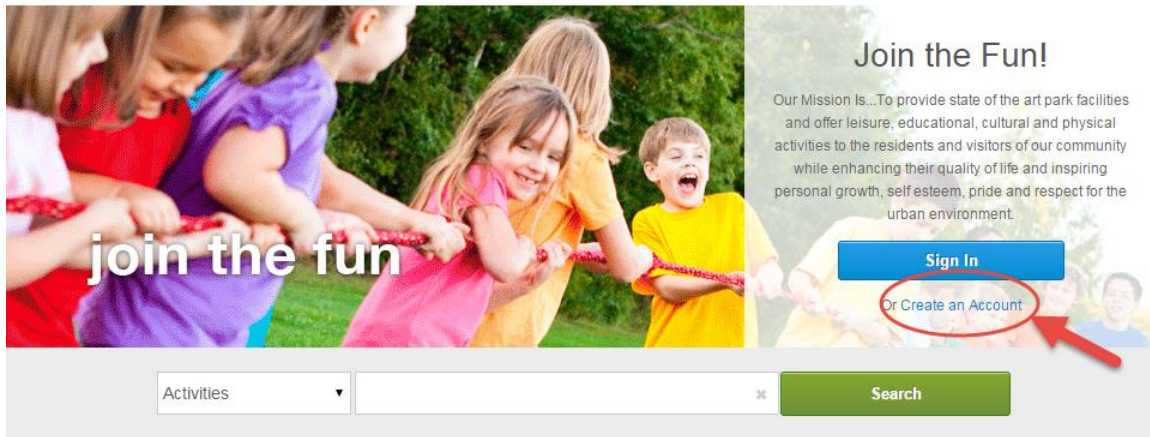 join the fun
Join the Fun!
Our Mission Is...To provide state of the art park facilities
and offer leisure, educational, cultural and physical
activities to the residents and visitors of our community
while enhancing their quality of life and inspiring
personal growth, self esteem, pride and respect for the
urban environment.
Sign In
Or Create an Account
Activities
Search